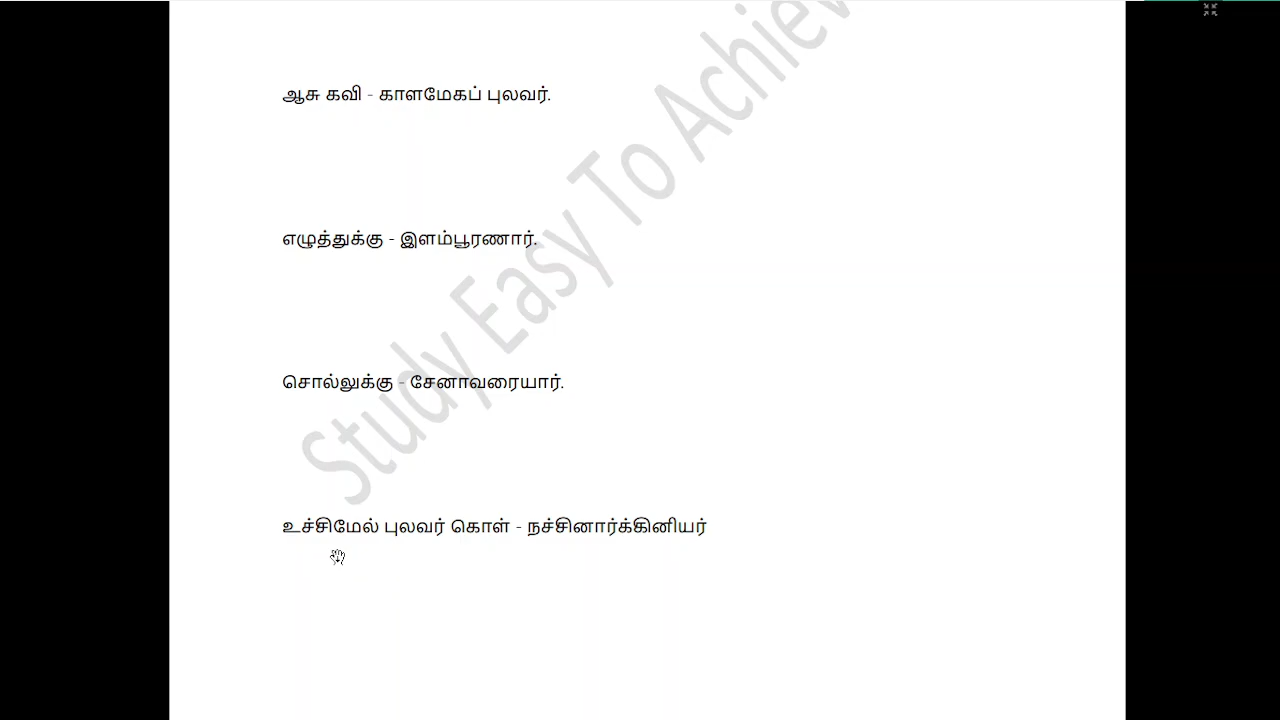 ஆசு கவி - காளமேகப் புலவர்.
எழுத்துக்கு - இளம்பூரணார்.
சொல்லுக்கு - சேனாவரையார்.
உச்சிமேல் புலவர் கொள் - நச்சினார்க்கினியர்
Study Easy To Achiev